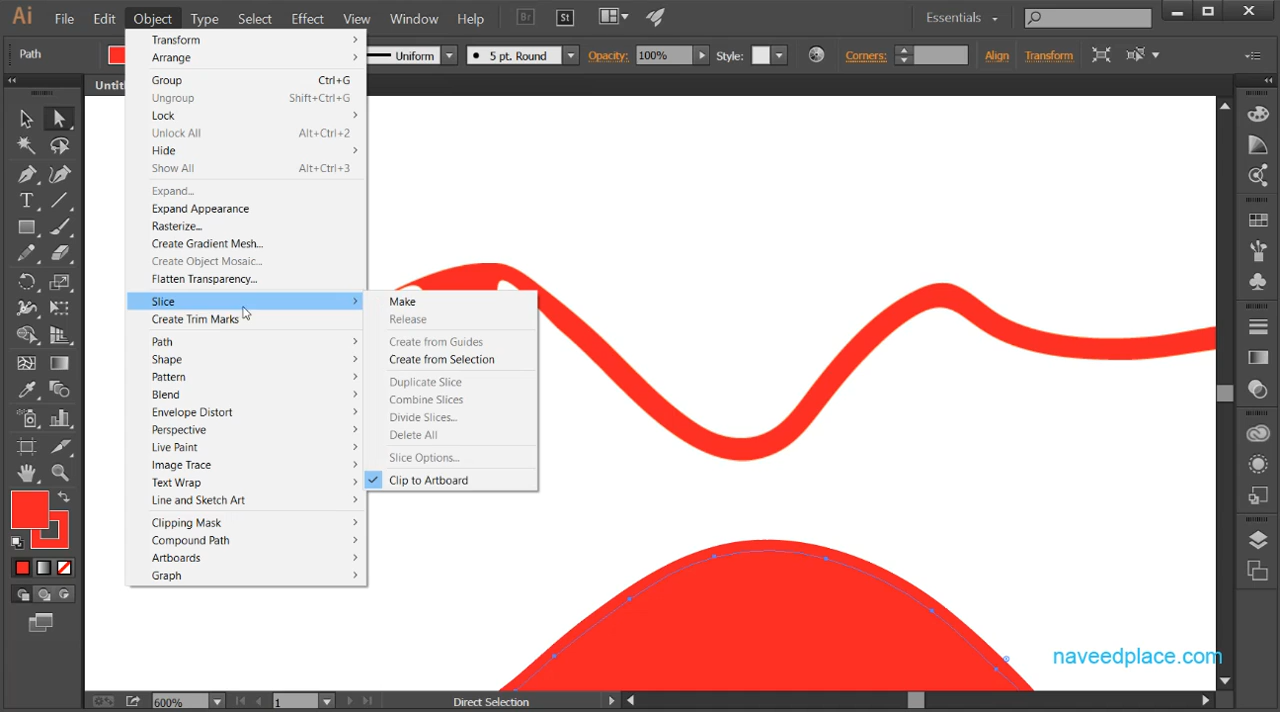 Ai File Edit Object Type Select Effect View Window Help Br St Essentials
Path Uniform 5 pt. Round Opacity: 100% Style: Corners: Align Transform
Untit
Transform
Arrange
Group Ctrl+G
Ungroup Shift+Ctrl+G
Lock
Unlock All Alt+Ctrl+2
Hide
Show All Alt+Ctrl+3
Expand...
Expand Appearance
Rasterize...
Create Gradient Mesh...
Create Object Mosaic...
Flatten Transparency...
Slice
Create Trim Marks
Path
Shape
Pattern
Blend
Envelope Distort
Perspective
Live Paint
Image Trace
Text Wrap
Line and Sketch Art
Clipping Mask
Compound Path
Artboards
Graph
Make
Release
Create from Guides
Create from Selection
Duplicate Slice
Combine Slices
Divide Slices...
Delete All
Slice Options...
Clip to Artboard
naveedplace.com
600% 1 Direct Selection